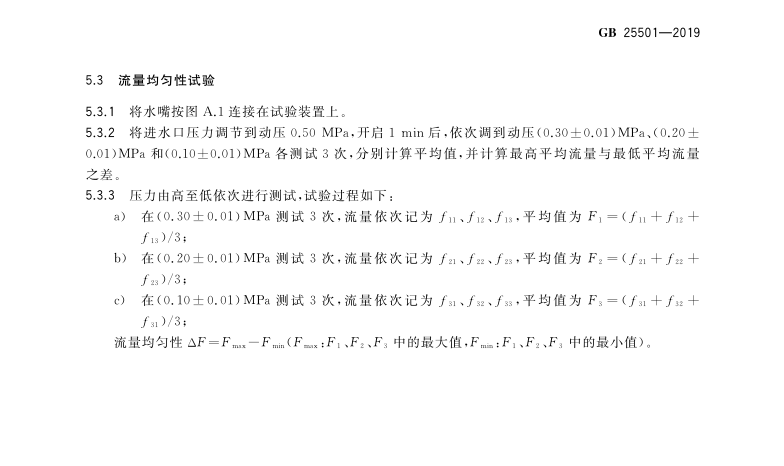 GB 25501—2019
5.3 流量均匀性试验
5.3.1 将水嘴按图 A.1 连接在试验装置上。
5.3.2 将进水口压力调节到动压 0.50 MPa,开启 1 min 后,依次调到动压(0.30±0.01)MPa、(0.20±
0.01)MPa 和(0.10±0.01)MPa 各测试 3 次,分别计算平均值,并计算最高平均流量与最低平均流量
之差。
5.3.3 压力由高至低依次进行测试,试验过程如下:
a) 在(0.30±0.01)MPa 测试 3 次,流量依次记为 f₁₁、f₁₂、f₁₃,平均值为 F₁=(f₁₁+f₁₂+
f₁₃)/3;
b) 在(0.20±0.01)MPa 测试 3 次,流量依次记为 f₂₁、f₂₂、f₂₃,平均值为 F₂=(f₂₁+f₂₂+
f₂₃)/3;
c) 在(0.10±0.01)MPa 测试 3 次,流量依次记为 f₃₁、f₃₂、f₃₃,平均值为 F₃=(f₃₁+f₃₂+
f₃₁)/3;
流量均匀性 ΔF=Fmax−Fmin(Fmax:F₁、F₂、F₃ 中的最大值,Fmin:F₁、F₂、F₃ 中的最小值)。